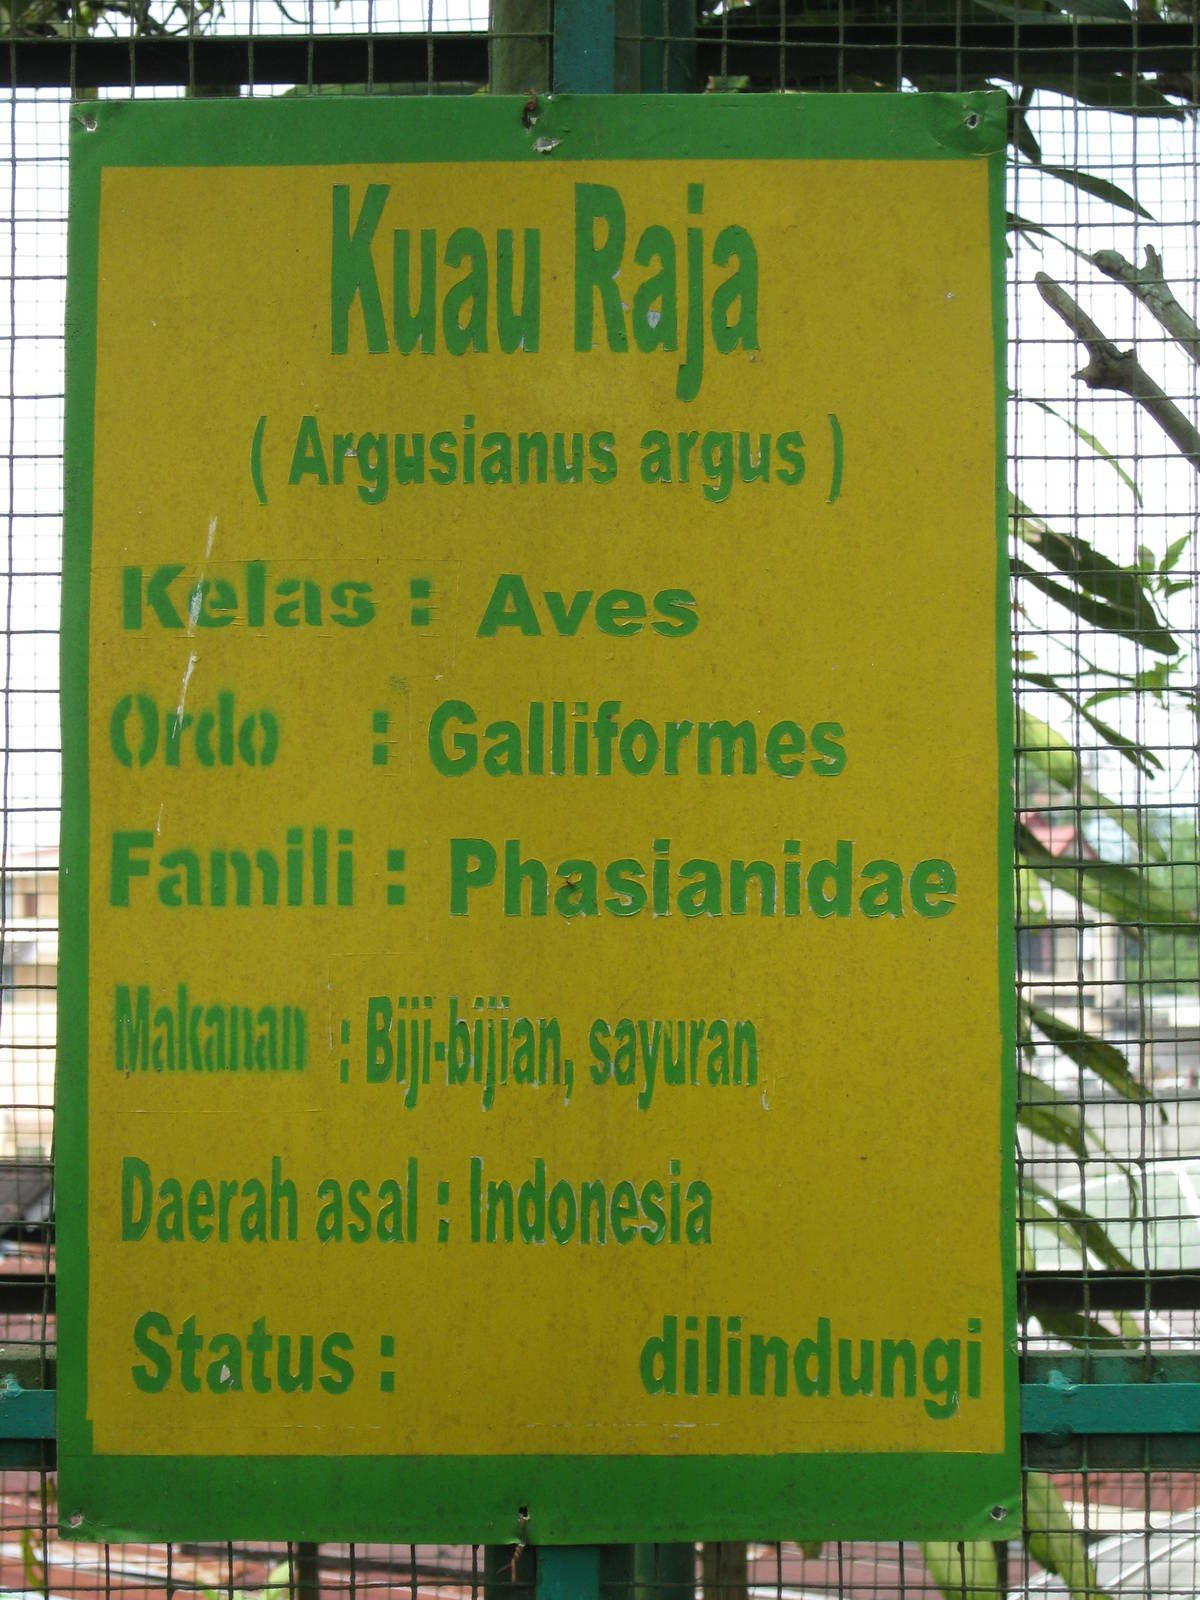 Kuau Raja
( Argusianus argus )
Kelas : Aves
Ordo : Galliformes
Famili : Phasianidae
Makanan : Biji-bijian, sayuran
Daerah asal : Indonesia
Status : dilindungi